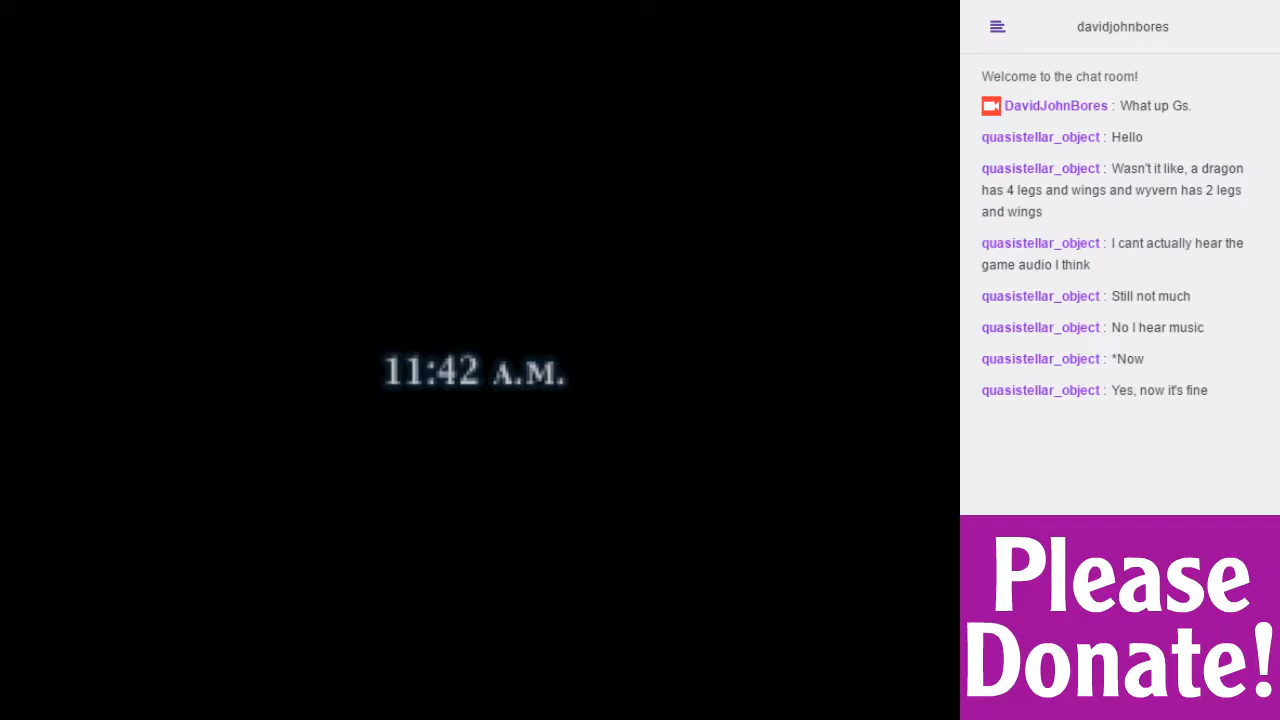 11:42 A.M.
davidjohnbores
Welcome to the chat room!
DavidJohnBores : What up Gs.
quasistellar_object : Hello
quasistellar_object : Wasn't it like, a dragon
has 4 legs and wings and wyvern has 2 legs
and wings
quasistellar_object : I cant actually hear the
game audio I think
quasistellar_object : Still not much
quasistellar_object : No I hear music
quasistellar_object : *Now
quasistellar_object : Yes, now it's fine
Please
Donate!